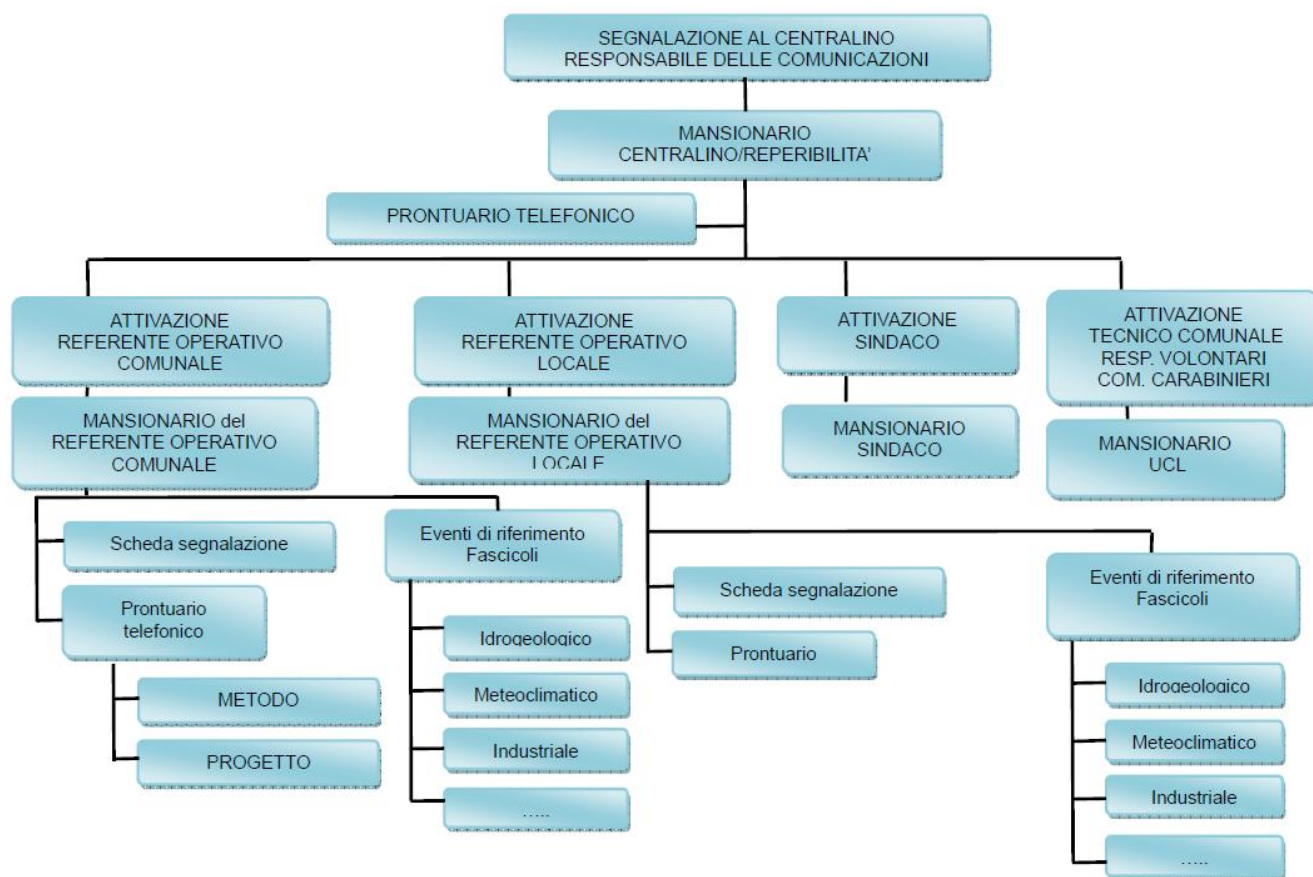 SEGNALAZIONE AL CENTRALINO
RESPONSABILE DELLE COMUNICAZIONI
MANSIONARIO
CENTRALINO/REPERIBILITA'
PRONTUARIO TELEFONICO
ATTIVAZIONE
REFERENTE OPERATIVO
COMUNALE
ATTIVAZIONE
REFERENTE OPERATIVO
LOCALE
ATTIVAZIONE
SINDACO
ATTIVAZIONE
TECNICO COMUNALE
RESP. VOLONTARI
COM. CARABINIERI
MANSIONARIO del
REFERENTE OPERATIVO
COMUNALE
MANSIONARIO del
REFERENTE OPERATIVO
LOCALE
MANSIONARIO
SINDACO
MANSIONARIO
UCL
Scheda segnalazione
Prontuario
telefonico
METODO
PROGETTO
Eventi di riferimento
Fascicoli
Idrogeologico
Meteoclimatico
Industriale
…..
Scheda segnalazione
Prontuario
Eventi di riferimento
Fascicoli
Idrogeologico
Meteoclimatico
Industriale
…..